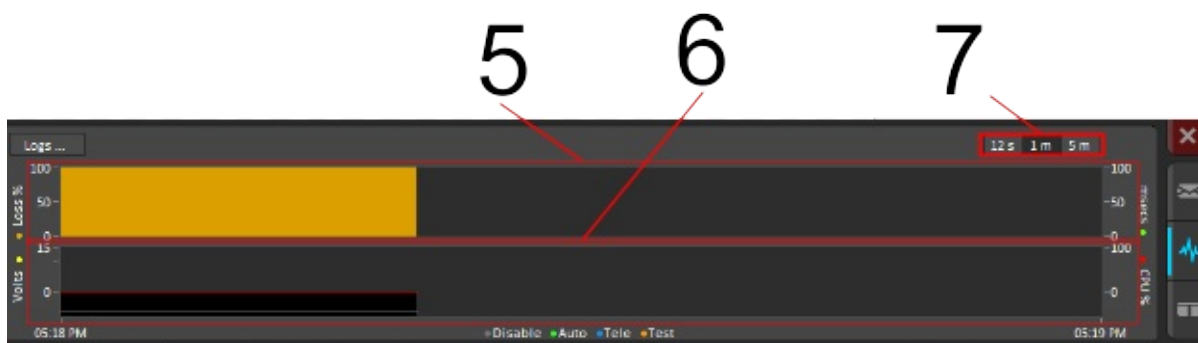 5 6 7
Logs ...
12 s 1 m 5 m
100
50
0
Loss %
100
50
0
msecs
15
0
Volts
100
0
CPU %
05:18 PM
Disable Auto Tele Test
05:19 PM